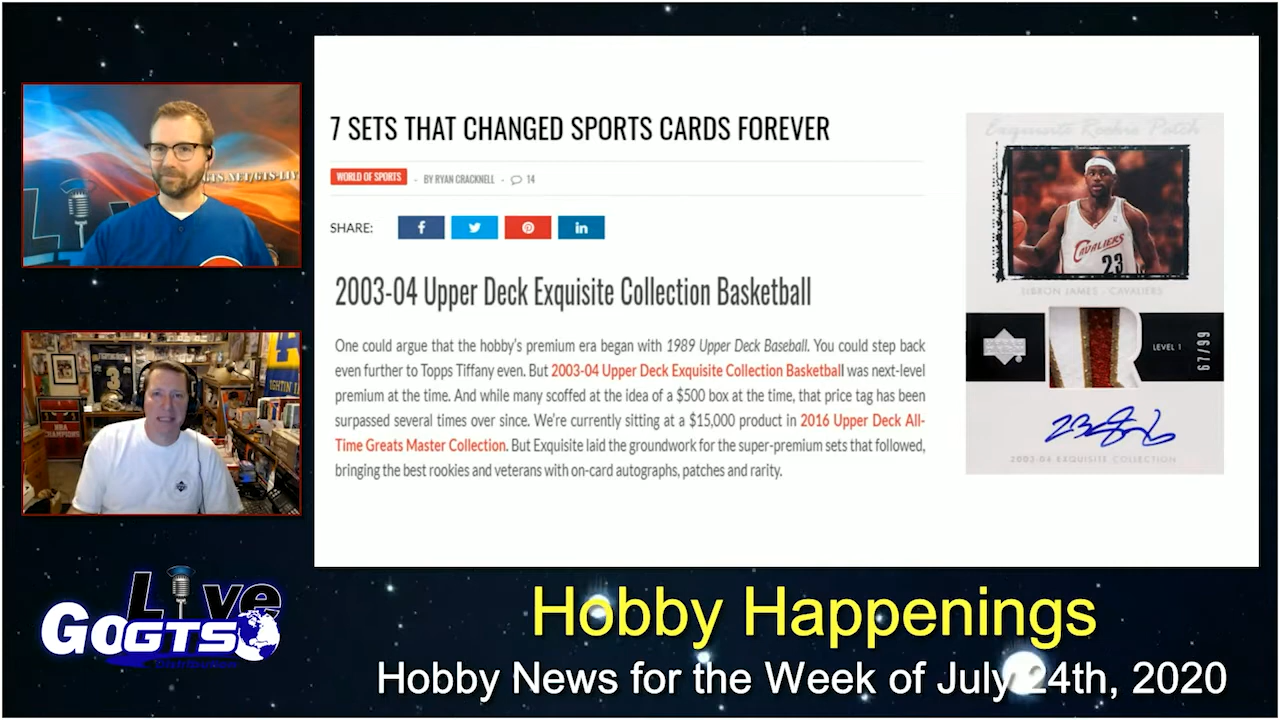 7 SETS THAT CHANGED SPORTS CARDS FOREVER
WORLD OF SPORTS - BY RYAN CRACKNELL - 14
SHARE:
2003-04 Upper Deck Exquisite Collection Basketball
One could argue that the hobby's premium era began with 1989 Upper Deck Baseball. You could step back
even further to Topps Tiffany even. But 2003-04 Upper Deck Exquisite Collection Basketball was next-level
premium at the time. And while many scoffed at the idea of a $500 box at the time, that price tag has been
surpassed several times over since. We're currently sitting at a $15,000 product in 2016 Upper Deck All-
Time Greats Master Collection. But Exquisite laid the groundwork for the super-premium sets that followed,
bringing the best rookies and veterans with on-card autographs, patches and rarity.
Exquisite Rookie Patch
CAVALIERS
23
LEBRON JAMES - CAVALIERS
LEVEL 1
67/99
2003-04 EXQUISITE COLLECTION
GTS.NET/GTS-LIV
3
NBA
CHAMPIONS
Live
GOGTS
Hobby Happenings
Hobby News for the Week of July 24th, 2020